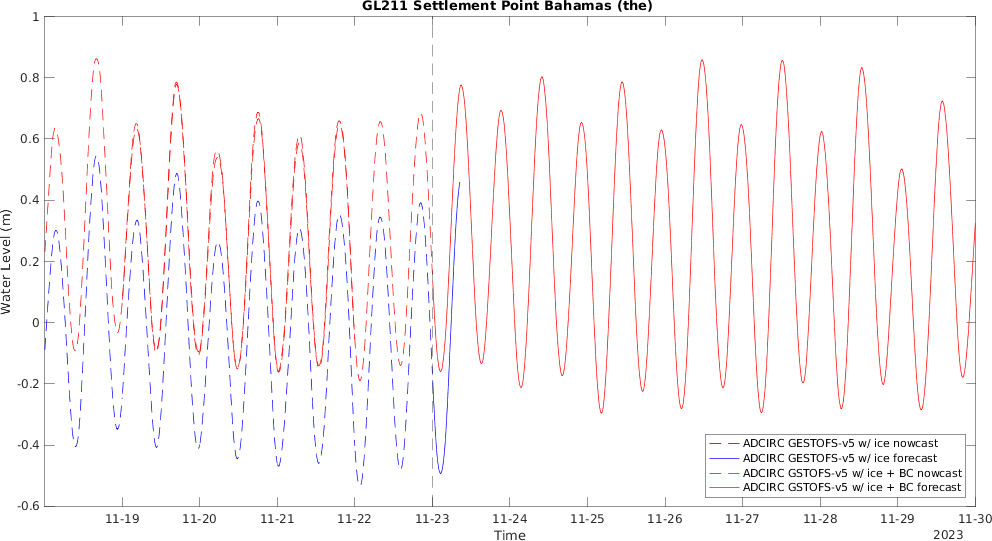 GL211 Settlement Point Bahamas (the)
1
0.8
0.6
0.4
0.2
0
-0.2
-0.4
-0.6
Water Level (m)
ADCIRC GESTOFS-v5 w/ ice nowcast
ADCIRC GESTOFS-v5 w/ ice forecast
ADCIRC GSTOFS-v5 w/ ice + BC nowcast
ADCIRC GSTOFS-v5 w/ ice + BC forecast
11-19 11-20 11-21 11-22 11-23 11-24 11-25 11-26 11-27 11-28 11-29 11-30
Time
2023